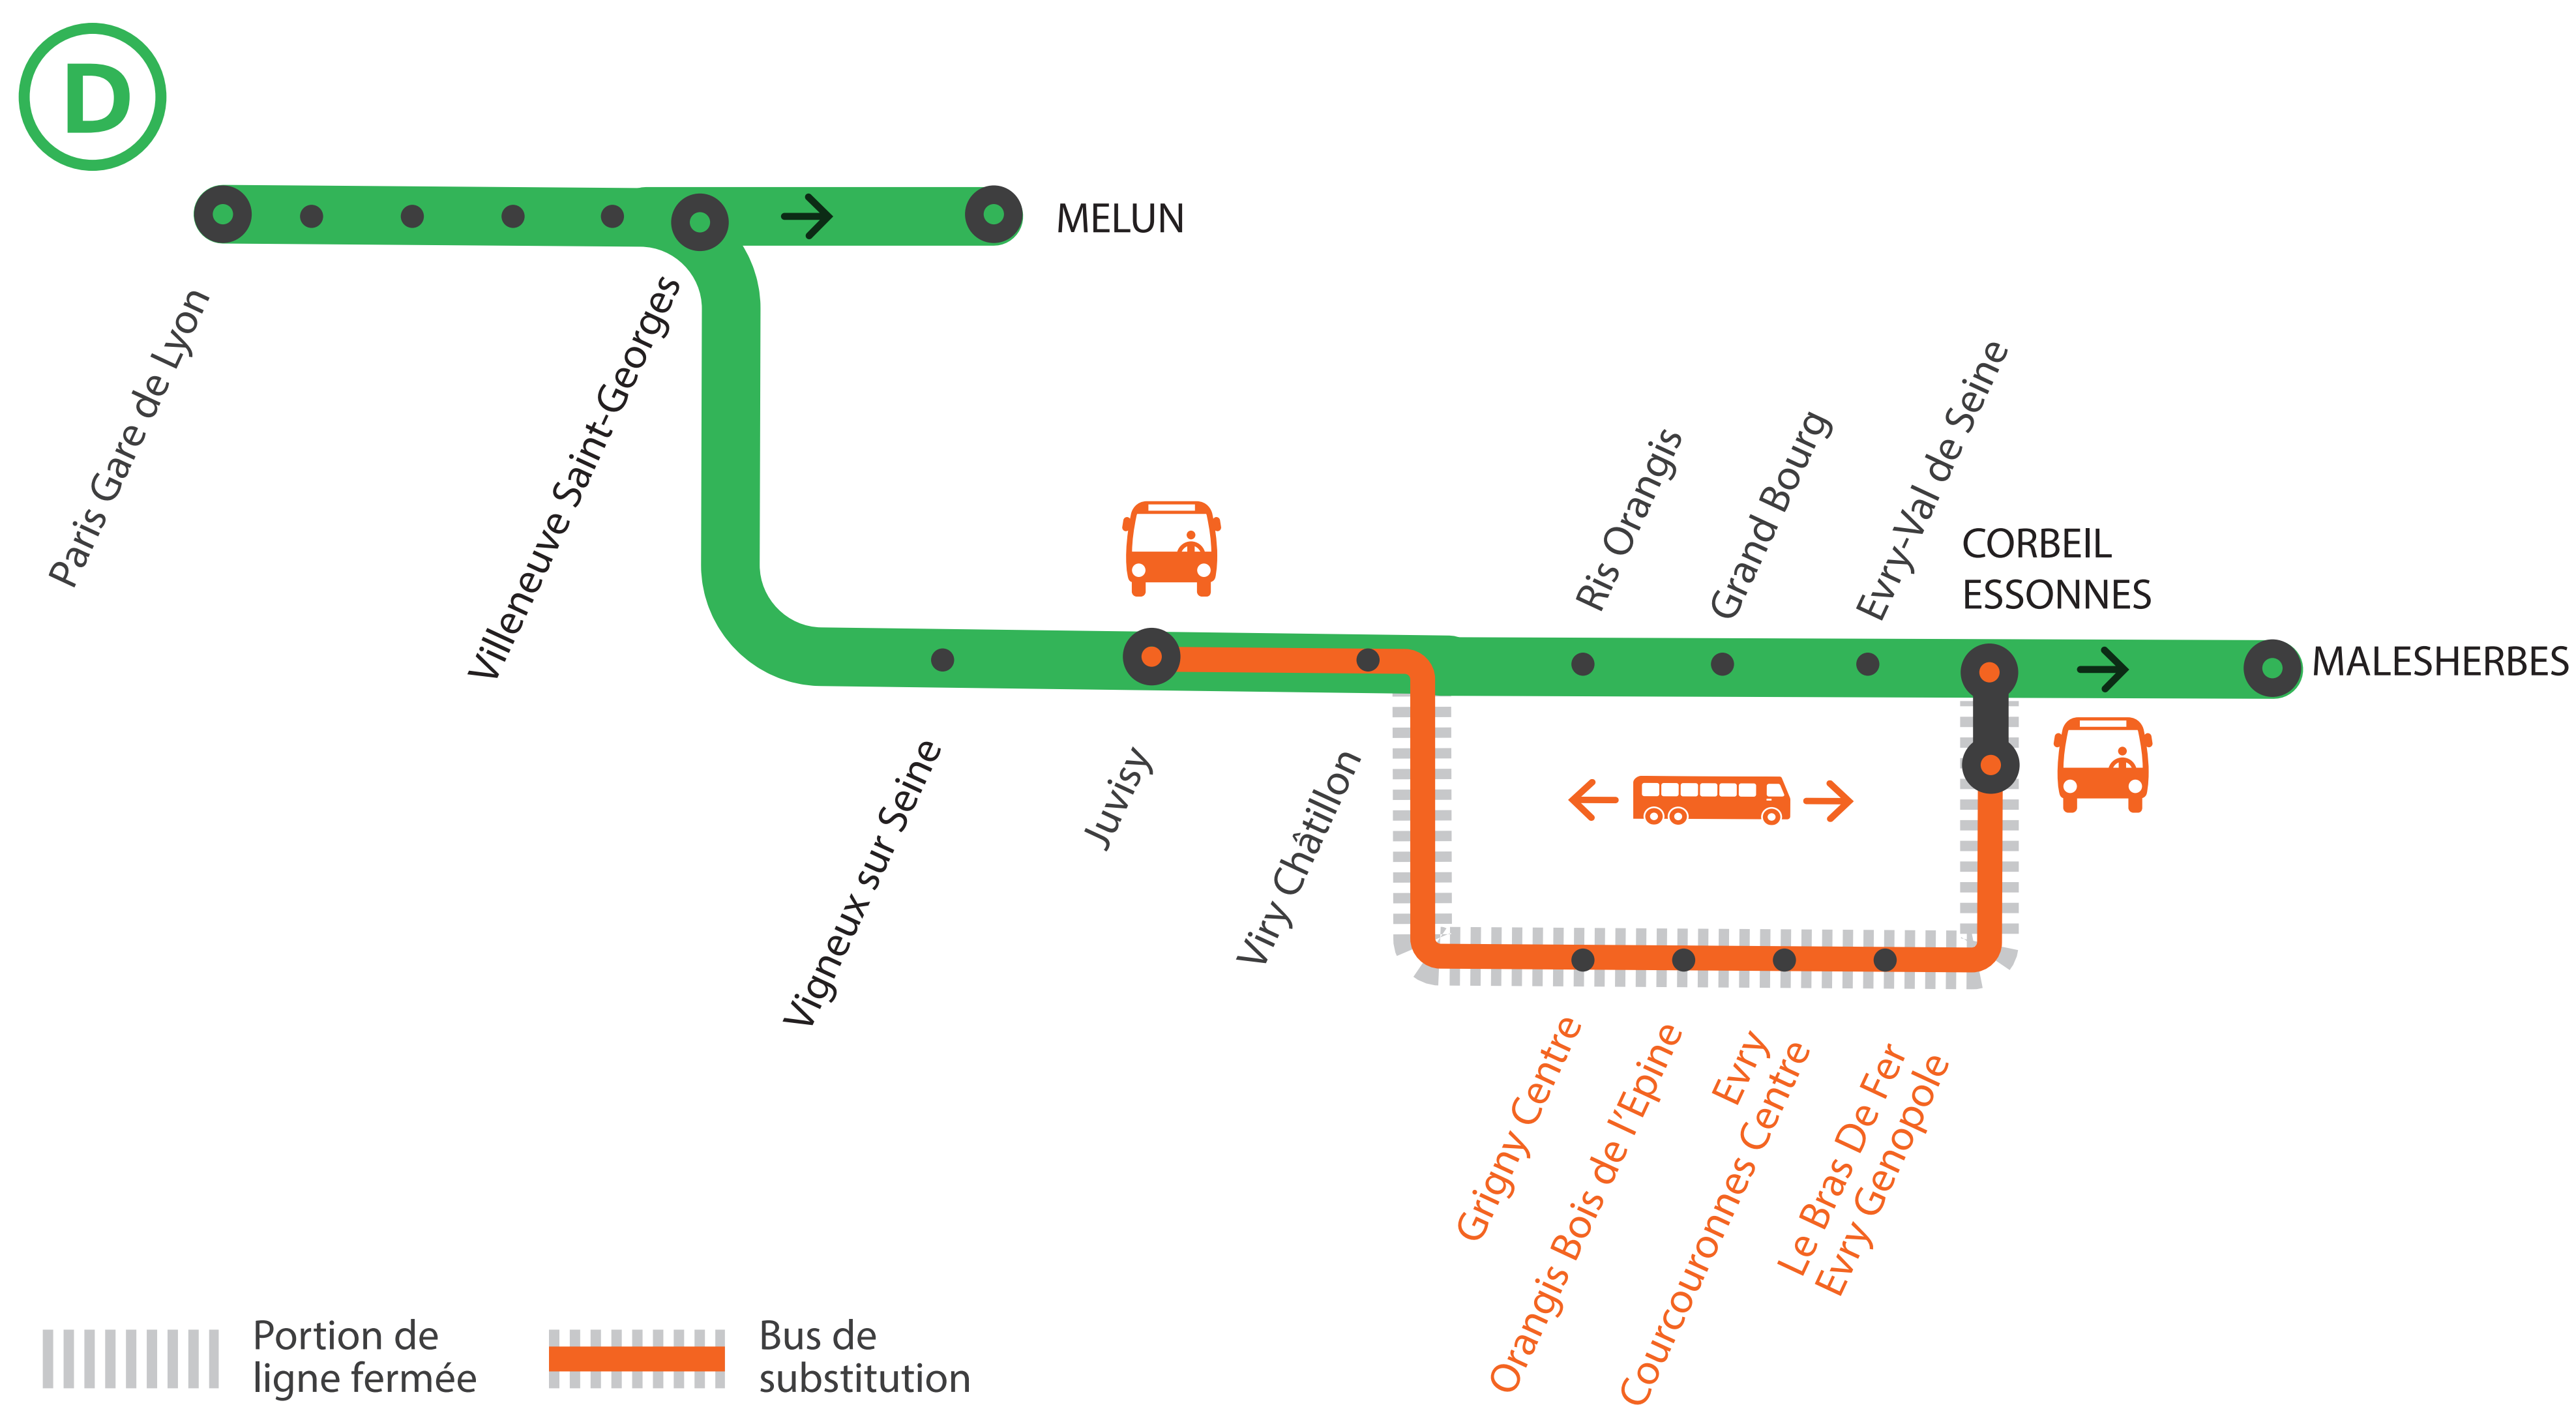 D
MELUN
Paris Gare de Lyon
Villeneuve Saint-Georges
Vigneux sur Seine
Juvisy
Viry Châtillon
Ris Orangis
Grand Bourg
Evry-Val de Seine
CORBEIL
ESSONNES
MALESHERBES
Grigny Centre
Orangis Bois de l'Epine
Evry
Courcouronnes Centre
Le Bras De Fer
Evry Genopole
Portion de
ligne fermée
Bus de
substitution